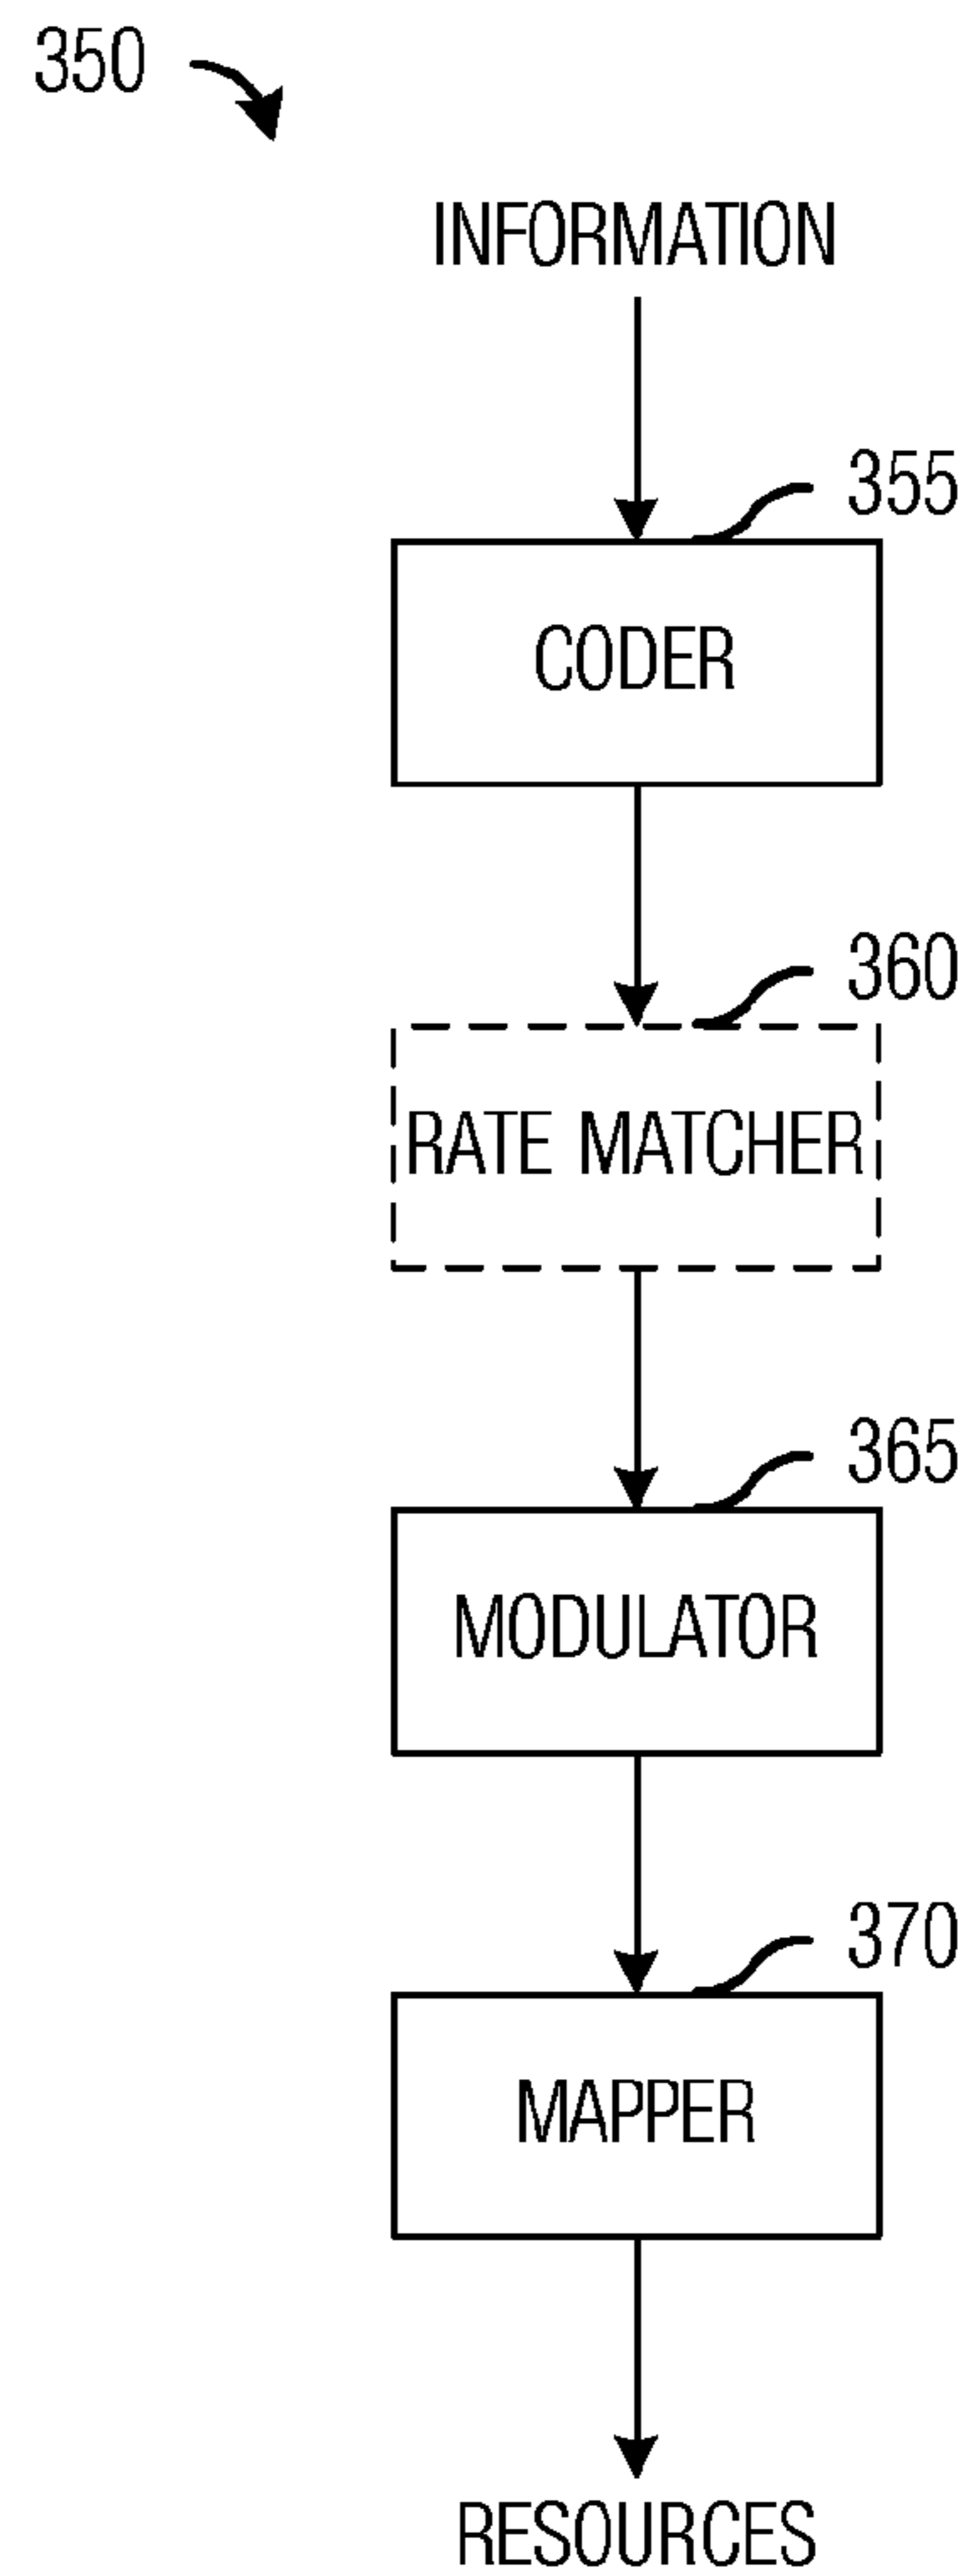 350
INFORMATION
355
CODER
360
RATE MATCHER
365
MODULATOR
370
MAPPER
RESOURCES